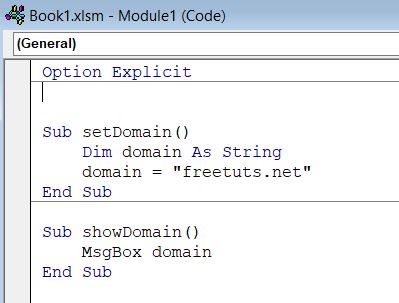 Book1.xlsm - Module1 (Code)
(General)
Option Explicit
Sub setDomain()
Dim domain As String
domain = "freetuts.net"
End Sub
Sub showDomain()
MsgBox domain
End Sub